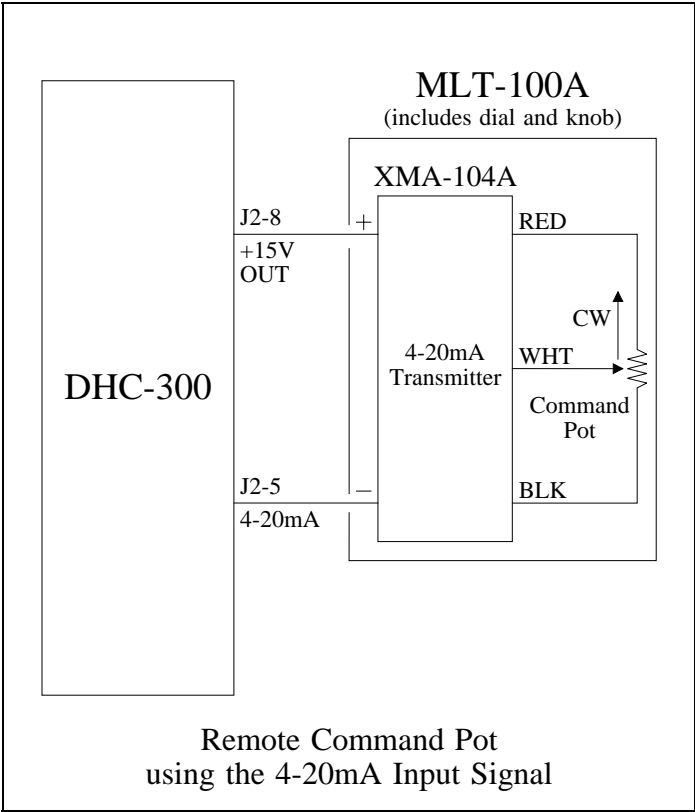 MLT-100A
(includes dial and knob)
XMA-104A
J2-8
+
RED
+15V
OUT
CW
DHC-300
4-20mA
Transmitter
WHT
Command
Pot
J2-5
−
BLK
4-20mA
Remote Command Pot
using the 4-20mA Input Signal